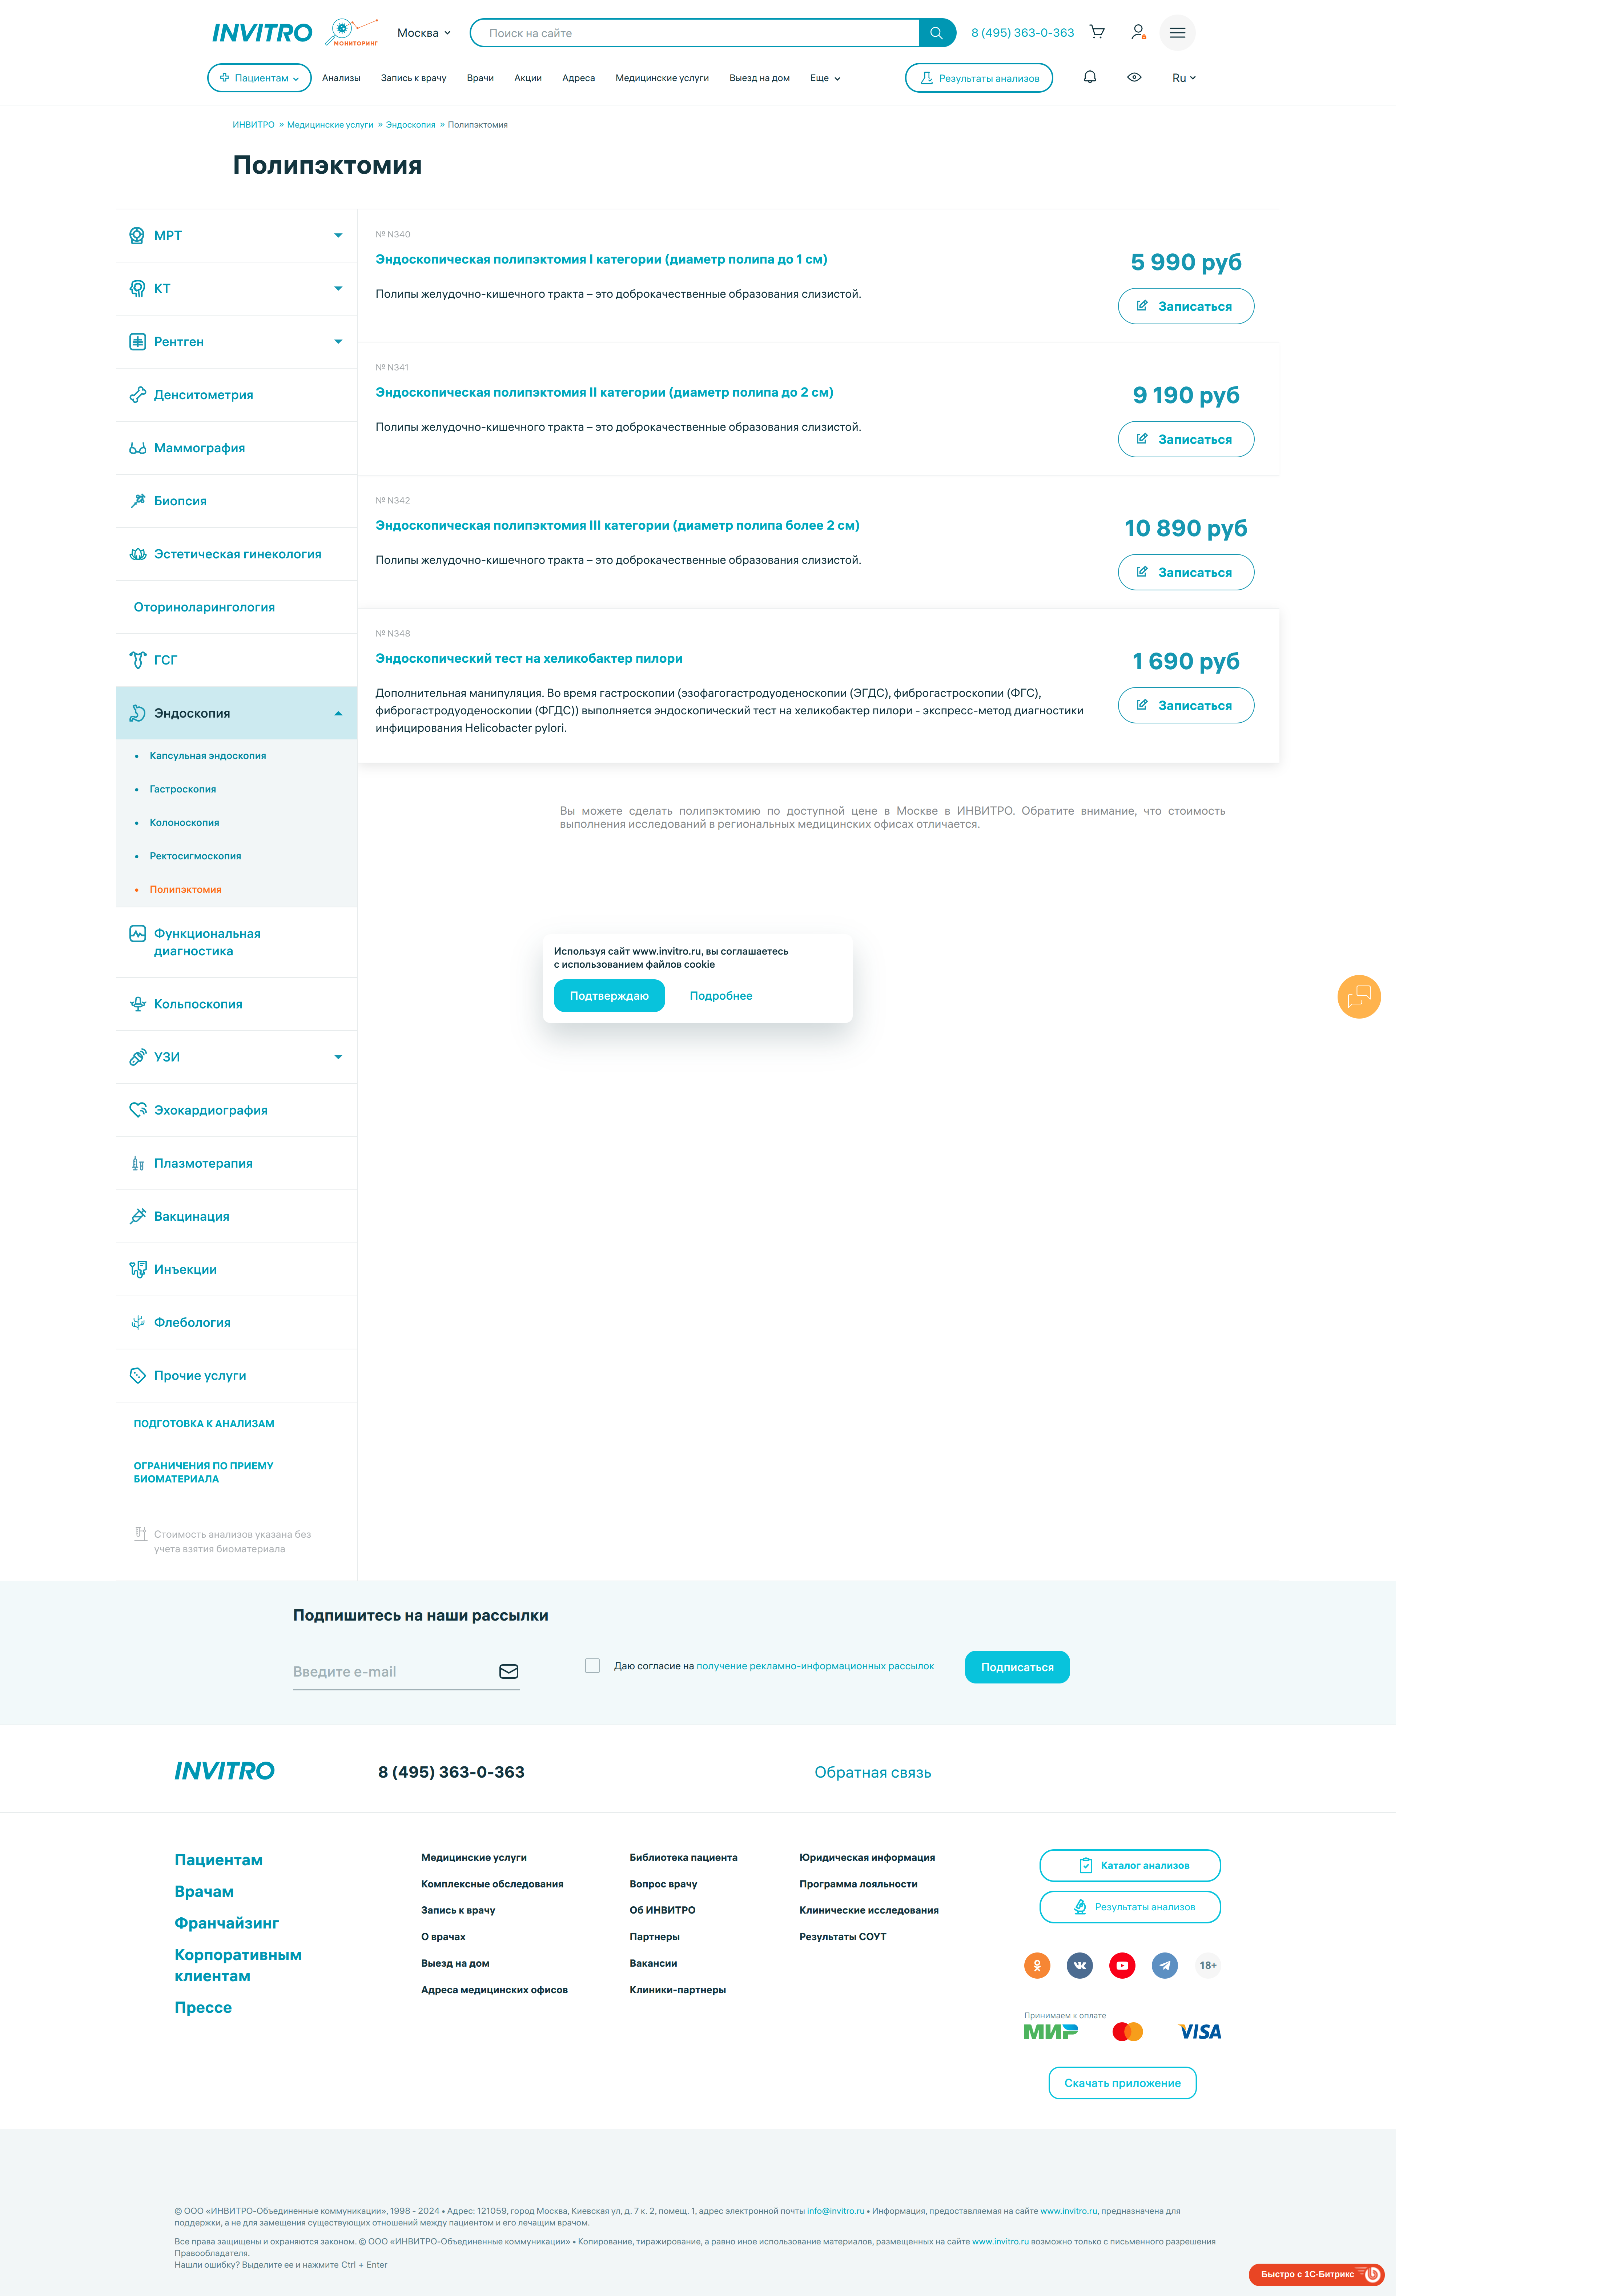 INVITRO
МОНИТОРИНГ
Москва
Поиск на сайте
8 (495) 363-0-363
Пациентам
Анализы
Запись к врачу
Врачи
Акции
Адреса
Медицинские услуги
Выезд на дом
Еще
Результаты анализов
Ru
ИНВИТРО » Медицинские услуги » Эндоскопия » Полипэктомия
Полипэктомия
МРТ
КТ
Рентген
Денситометрия
Маммография
Биопсия
Эстетическая гинекология
Оториноларингология
ГСГ
Эндоскопия
Капсульная эндоскопия
Гастроскопия
Колоноскопия
Ректосигмоскопия
Полипэктомия
Функциональная
диагностика
Кольпоскопия
УЗИ
Эхокардиография
Плазмотерапия
Вакцинация
Инъекции
Флебология
Прочие услуги
ПОДГОТОВКА К АНАЛИЗАМ
ОГРАНИЧЕНИЯ ПО ПРИЕМУ
БИОМАТЕРИАЛА
Стоимость анализов указана без
учета взятия биоматериала
№ N340
Эндоскопическая полипэктомия I категории (диаметр полипа до 1 см)
Полипы желудочно-кишечного тракта – это доброкачественные образования слизистой.
5 990 руб
Записаться
№ N341
Эндоскопическая полипэктомия II категории (диаметр полипа до 2 см)
Полипы желудочно-кишечного тракта – это доброкачественные образования слизистой.
9 190 руб
Записаться
№ N342
Эндоскопическая полипэктомия III категории (диаметр полипа более 2 см)
Полипы желудочно-кишечного тракта – это доброкачественные образования слизистой.
10 890 руб
Записаться
№ N348
Эндоскопический тест на хеликобактер пилори
Дополнительная манипуляция. Во время гастроскопии (эзофагогастродуоденоскопии (ЭГДС), фиброгастроскопии (ФГС),
фиброгастродуоденоскопии (ФГДС)) выполняется эндоскопический тест на хеликобактер пилори - экспресс-метод диагностики
инфицирования Helicobacter pylori.
1 690 руб
Записаться
Вы можете сделать полипэктомию по доступной цене в Москве в ИНВИТРО. Обратите внимание, что стоимость
выполнения исследований в региональных медицинских офисах отличается.
Используя сайт www.invitro.ru, вы соглашаетесь
с использованием файлов cookie
Подтверждаю
Подробнее
Подпишитесь на наши рассылки
Введите e-mail
Даю согласие на получение рекламно-информационных рассылок
Подписаться
INVITRO
8 (495) 363-0-363
Обратная связь
Пациентам
Врачам
Франчайзинг
Корпоративным
клиентам
Прессе
Медицинские услуги
Комплексные обследования
Запись к врачу
О врачах
Выезд на дом
Адреса медицинских офисов
Библиотека пациента
Вопрос врачу
Об ИНВИТРО
Партнеры
Вакансии
Клиники-партнеры
Юридическая информация
Программа лояльности
Клинические исследования
Результаты СОУТ
Каталог анализов
Результаты анализов
18+
Принимаем к оплате
МИР
VISA
Скачать приложение
© ООО «ИНВИТРО-Объединенные коммуникации», 1998 - 2024 • Адрес: 121059, город Москва, Киевская ул, д. 7 к. 2, помещ. 1, адрес электронной почты info@invitro.ru • Информация, предоставляемая на сайте www.invitro.ru, предназначена для
поддержки, а не для замещения существующих отношений между пациентом и его лечащим врачом.
Все права защищены и охраняются законом. © ООО «ИНВИТРО-Объединенные коммуникации» • Копирование, тиражирование, а равно иное использование материалов, размещенных на сайте www.invitro.ru возможно только с письменного разрешения
Правообладателя.
Нашли ошибку? Выделите ее и нажмите Ctrl + Enter
Быстро с 1С-Битрикс